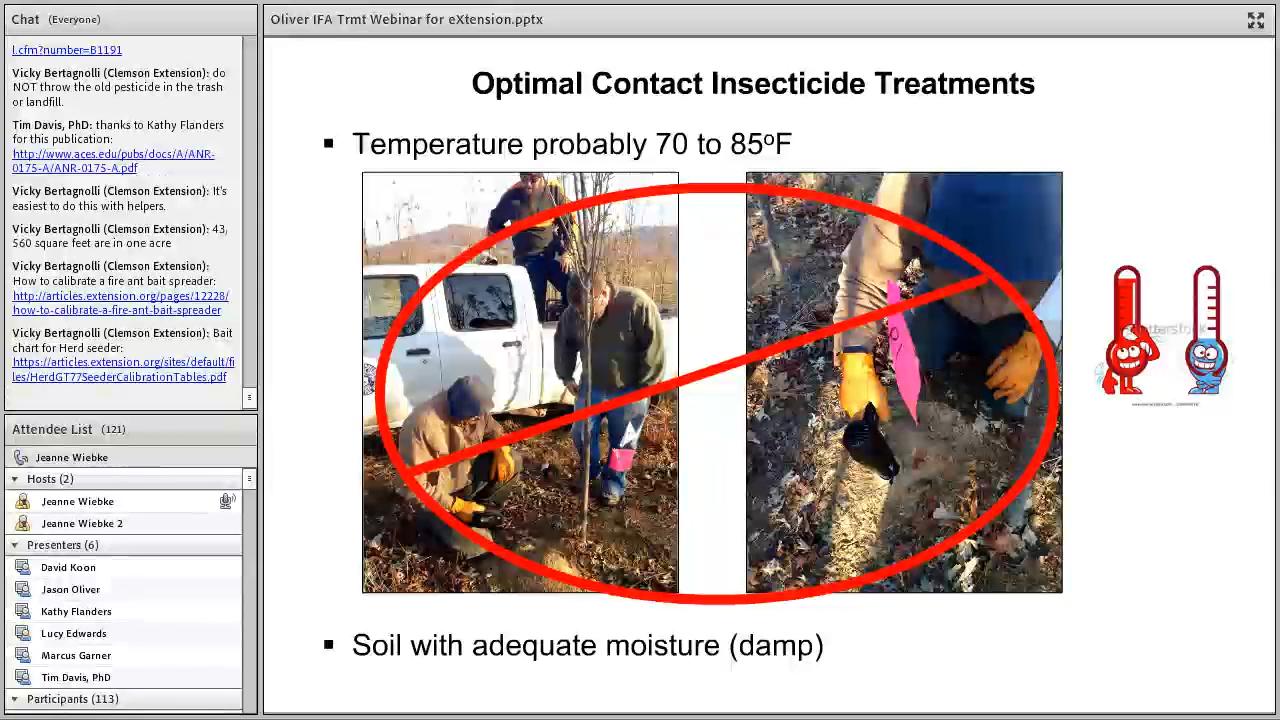 Chat (Everyone)
l.cfm?number=B1191
Vicky Bertagnolli (Clemson Extension): do
NOT throw the old pesticide in the trash
or landfill.
Tim Davis, PhD: thanks to Kathy Flanders
for this publication:
http://www.aces.edu/pubs/docs/A/ANR-
0175-A/ANR-0175-A.pdf
Vicky Bertagnolli (Clemson Extension): It's
easiest to do this with helpers.
Vicky Bertagnolli (Clemson Extension): 43,
560 square feet are in one acre
Vicky Bertagnolli (Clemson Extension):
How to calibrate a fire ant bait spreader:
http://articles.extension.org/pages/12228/
how-to-calibrate-a-fire-ant-bait-spreader
Vicky Bertagnolli (Clemson Extension): Bait
chart for Herd seeder:
https://articles.extension.org/sites/default/fi
les/HerdGT77SeederCalibrationTables.pdf
Attendee List (121)
Jeanne Wiebke
Hosts (2)
Jeanne Wiebke
Jeanne Wiebke 2
Presenters (6)
David Koon
Jason Oliver
Kathy Flanders
Lucy Edwards
Marcus Garner
Tim Davis, PhD
Participants (113)
Oliver IFA Trmt Webinar for eXtension.pptx
Optimal Contact Insecticide Treatments
▪ Temperature probably 70 to 85ºF
▪ Soil with adequate moisture (damp)